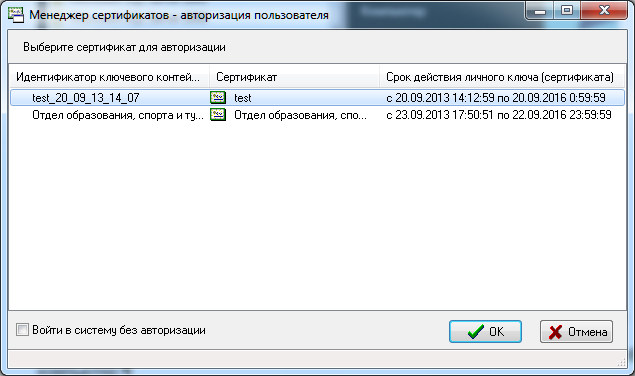 Менеджер сертификатов - авторизация пользователя
Выберите сертификат для авторизации
Идентификатор ключевого контей... Сертификат Срок действия личного ключа (сертификата)
test_20_09_13_14_07 test с 20.09.2013 14:12:59 по 20.09.2016 0:59:59
Отдел образования, спорта и ту... Отдел образования, спо... с 23.09.2013 17:50:51 по 22.09.2016 23:59:59
Войти в систему без авторизации OK Отмена